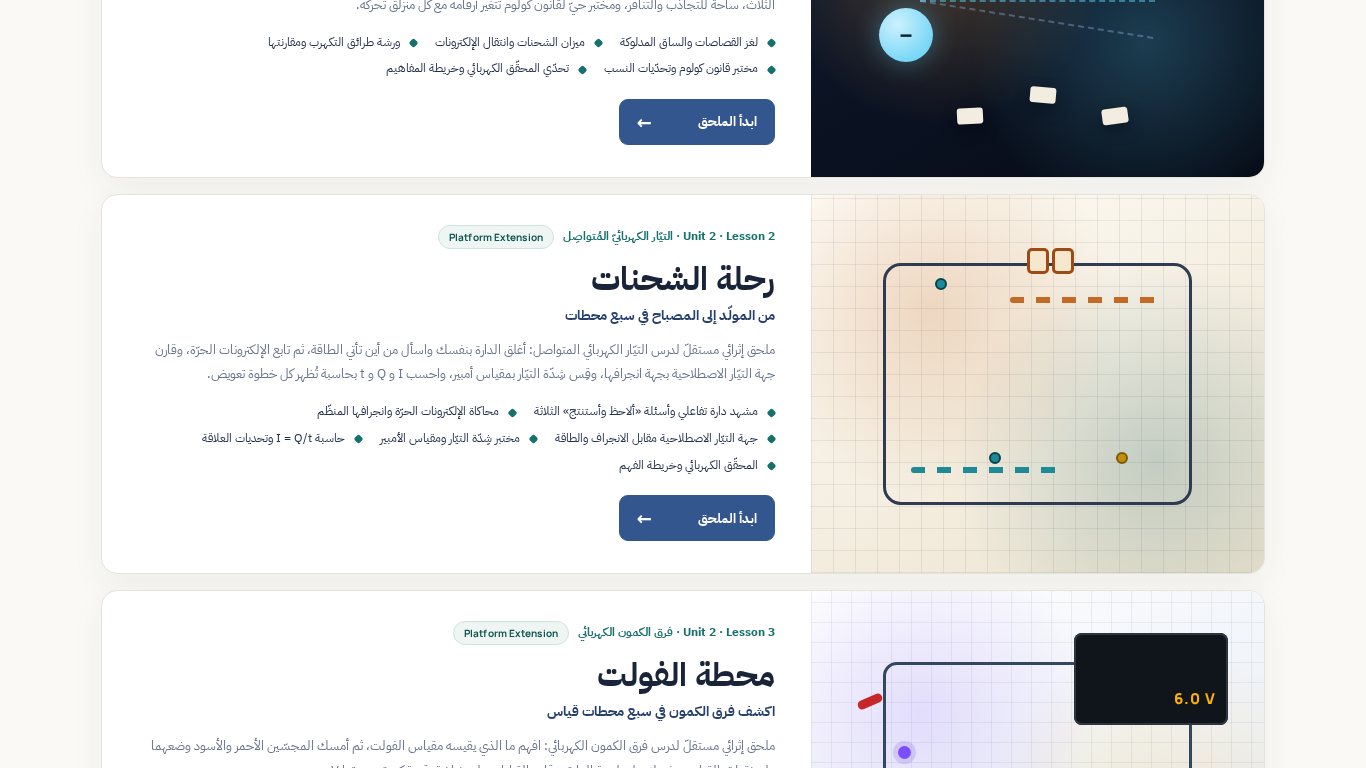 الثلاث، ساحة للتجاذب والتنافر، ومختبر حيّ لقانون كولوم تتغير أرقامه مع كل منزلق تحركه.
لغز القصاصات والساق المدلوكة
ميزان الشحنات وانتقال الإلكترونات
ورشة طرائق التكهرب ومقارنتها
مختبر قانون كولوم وتحدّيات النسب
تحدّي المحقّق الكهربائي وخريطة المفاهيم
ابدأ الملحق ←
−
Unit 2 · Lesson 2 · التيّار الكهربائيّ المُتواصِل
Platform Extension
رحلة الشحنات
من المولّد إلى المصباح في سبع محطات
ملحق إثرائي مستقلّ لدرس التيّار الكهربائي المتواصل: أغلق الدارة بنفسك واسأل من أين تأتي الطاقة، ثم تابع الإلكترونات الحرّة، وقارن
جهة التيّار الاصطلاحية بجهة انجرافها، وقِس شِدّة التيّار بمقياس أمبير، واحسب I و Q و t بحاسبة تُظهر كل خطوة تعويض.
مشهد دارة تفاعلي وأسئلة «ألاحظ وأستنتج» الثلاثة
محاكاة الإلكترونات الحرّة وانجرافها المنظّم
جهة التيّار الاصطلاحية مقابل الانجراف والطاقة
مختبر شِدّة التيّار ومقياس الأمبير
حاسبة I = Q/t وتحديات العلاقة
المحقّق الكهربائي وخريطة الفهم
ابدأ الملحق ←
Unit 2 · Lesson 3 · فرق الكمون الكهربائي
Platform Extension
محطة الفولت
اكشف فرق الكمون في سبع محطات قياس
ملحق إثرائي مستقلّ لدرس فرق الكمون الكهربائي: افهم ما الذي يقيسه مقياس الفولت، ثم أمسك المجسّين الأحمر والأسود وضعهما
6.0 V